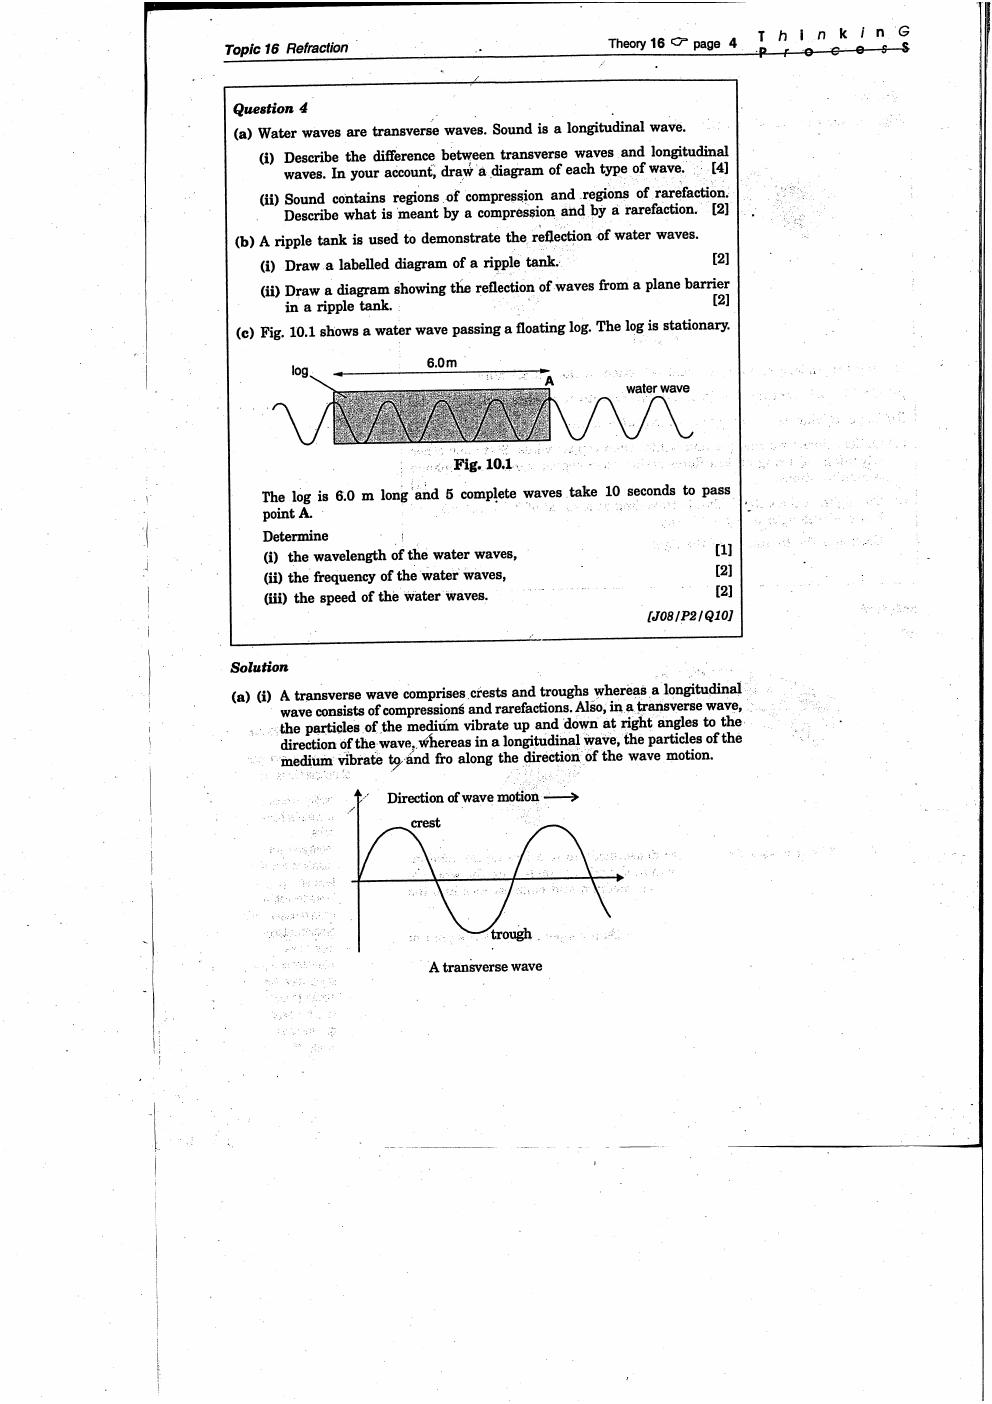 Topic 16 Refraction
Theory 16 ☞ page 4
T h i n k i n G
P r o c e s S
Question 4
(a) Water waves are transverse waves. Sound is a longitudinal wave.
(i) Describe the difference between transverse waves and longitudinal
waves. In your account, draw a diagram of each type of wave. [4]
(ii) Sound contains regions of compression and regions of rarefaction.
Describe what is meant by a compression and by a rarefaction. [2]
(b) A ripple tank is used to demonstrate the reflection of water waves.
(i) Draw a labelled diagram of a ripple tank. [2]
(ii) Draw a diagram showing the reflection of waves from a plane barrier
in a ripple tank. [2]
(c) Fig. 10.1 shows a water wave passing a floating log. The log is stationary.
6.0 m
log
A
water wave
Fig. 10.1
The log is 6.0 m long and 5 complete waves take 10 seconds to pass
point A.
Determine
(i) the wavelength of the water waves, [1]
(ii) the frequency of the water waves, [2]
(iii) the speed of the water waves. [2]
[J08/P2/Q10]
Solution
(a) (i) A transverse wave comprises crests and troughs whereas a longitudinal
wave consists of compressions and rarefactions. Also, in a transverse wave,
the particles of the medium vibrate up and down at right angles to the
direction of the wave, whereas in a longitudinal wave, the particles of the
medium vibrate to and fro along the direction of the wave motion.
Direction of wave motion
crest
trough
A transverse wave